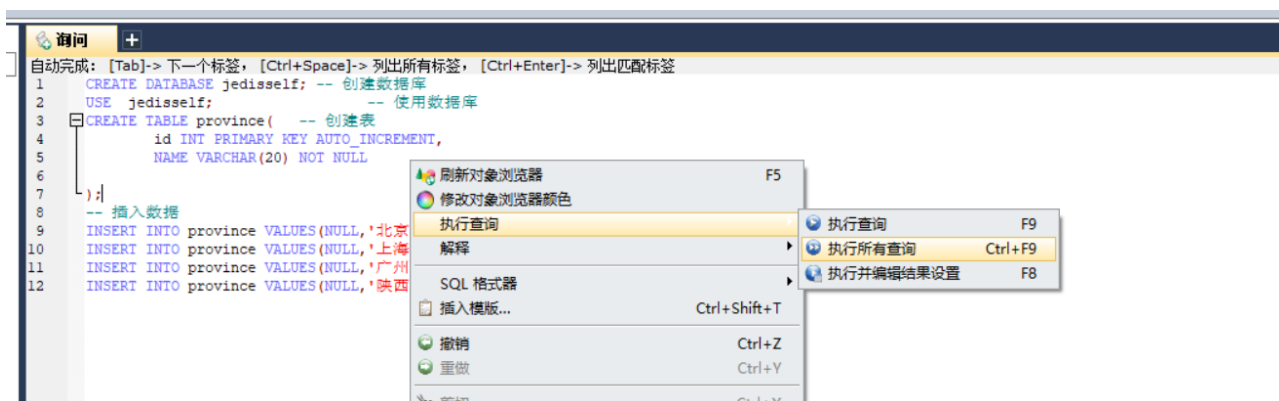 询问
自动完成: [Tab]-> 下一个标签, [Ctrl+Space]-> 列出所有标签, [Ctrl+Enter]-> 列出匹配标签
1 CREATE DATABASE jedisself; -- 创建数据库
2 USE jedisself; -- 使用数据库
3 CREATE TABLE province( -- 创建表
4 id INT PRIMARY KEY AUTO_INCREMENT,
5 NAME VARCHAR(20) NOT NULL
6
7 );
8 -- 插入数据
9 INSERT INTO province VALUES(NULL,'北京
10 INSERT INTO province VALUES(NULL,'上海
11 INSERT INTO province VALUES(NULL,'广州
12 INSERT INTO province VALUES(NULL,'陕西
刷新对象浏览器 F5
修改对象浏览器颜色
执行查询
解释
SQL 格式器
插入模版... Ctrl+Shift+T
撤销 Ctrl+Z
重做 Ctrl+Y
执行查询 F9
执行所有查询 Ctrl+F9
执行并编辑结果设置 F8